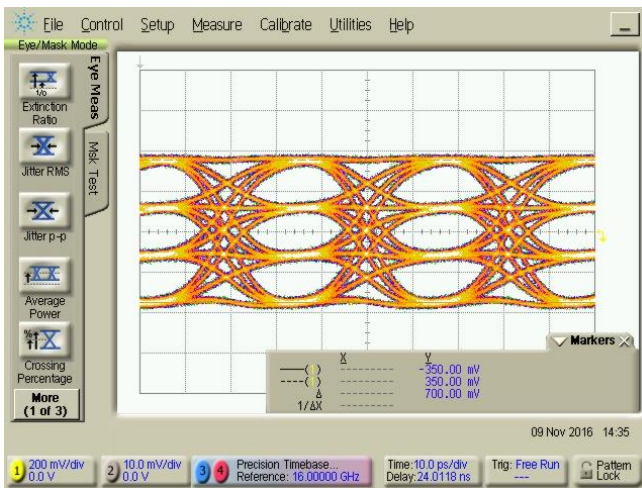 File Control Setup Measure Calibrate Utilities Help
Eye/Mask Mode
Eye Meas
Msk Test
1/0
Extinction
Ratio
Jitter RMS
Jitter p-p
Average
Power
%
Crossing
Percentage
More
(1 of 3)
Markers
X Y
(1) --------- -350.00 mV
(1) --------- 350.00 mV
Δ --------- 700.00 mV
1/ΔX ---------
09 Nov 2016 14:35
1 200 mV/div
0.0 V
2 10.0 mV/div
0.0 V
3 4 Precision Timebase...
Reference: 16.00000 GHz
Time:10.0 ps/div
Delay:24.0118 ns
Trig: Free Run
---
Pattern
Lock